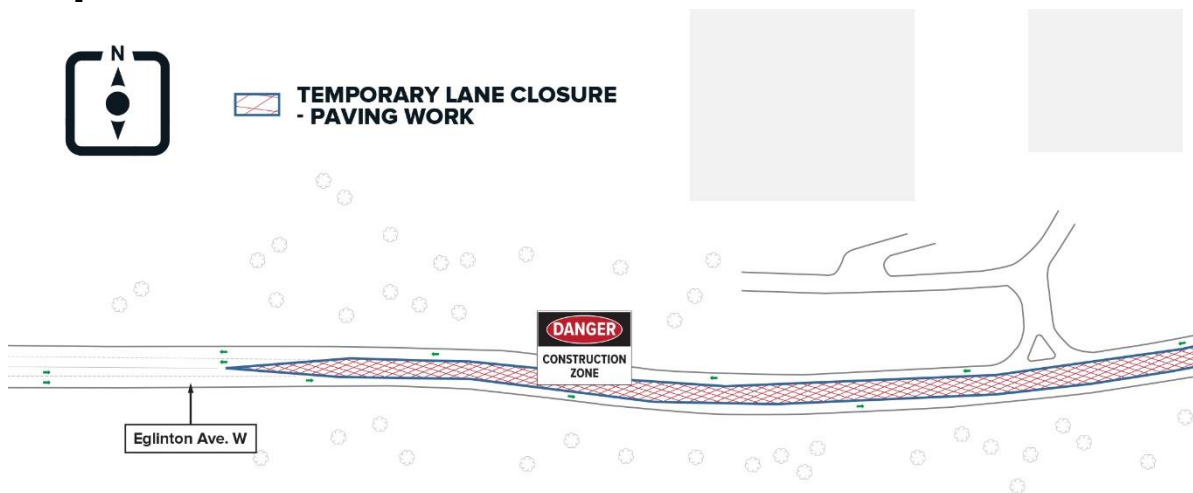 N
TEMPORARY LANE CLOSURE
- PAVING WORK
DANGER
CONSTRUCTION
ZONE
Eglinton Ave. W